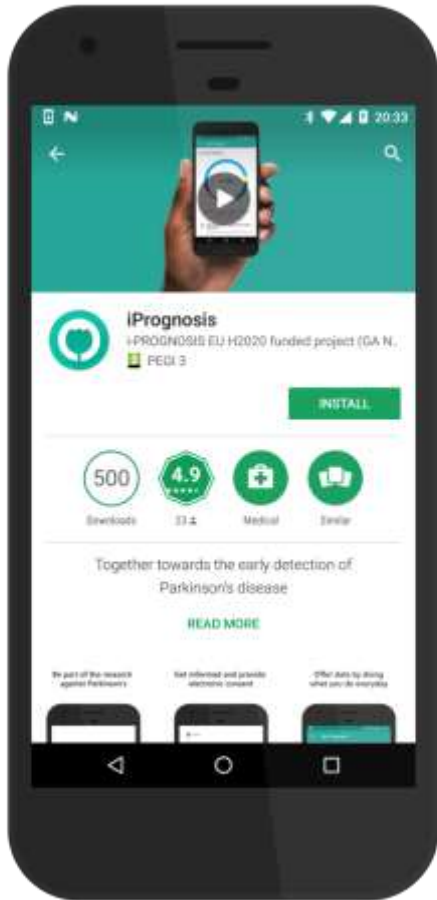 20:33
iPrognosis
i-PROGNOSIS EU H2020 funded project (GA N..
PEGI 3
INSTALL
500
4.9
Downloads
33
Medical
Similar
Together towards the early detection of
Parkinson's disease
READ MORE
Be part of the research
against Parkinson's
Get informed and provide
electronic consent
Offer data by doing
what you do everyday